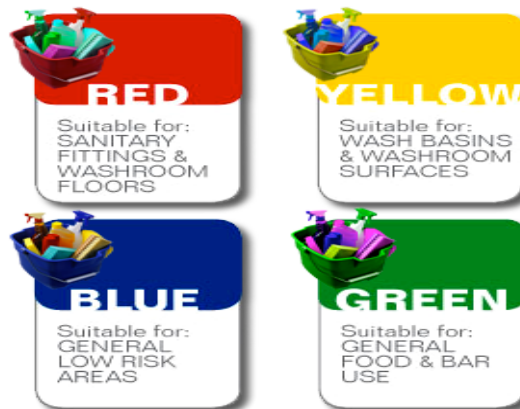 RED
Suitable for:
SANITARY
FITTINGS &
WASHROOM
FLOORS
YELLOW
Suitable for:
WASH BASINS
& WASHROOM
SURFACES
BLUE
Suitable for:
GENERAL
LOW RISK
AREAS
GREEN
Suitable for:
GENERAL
FOOD & BAR
USE